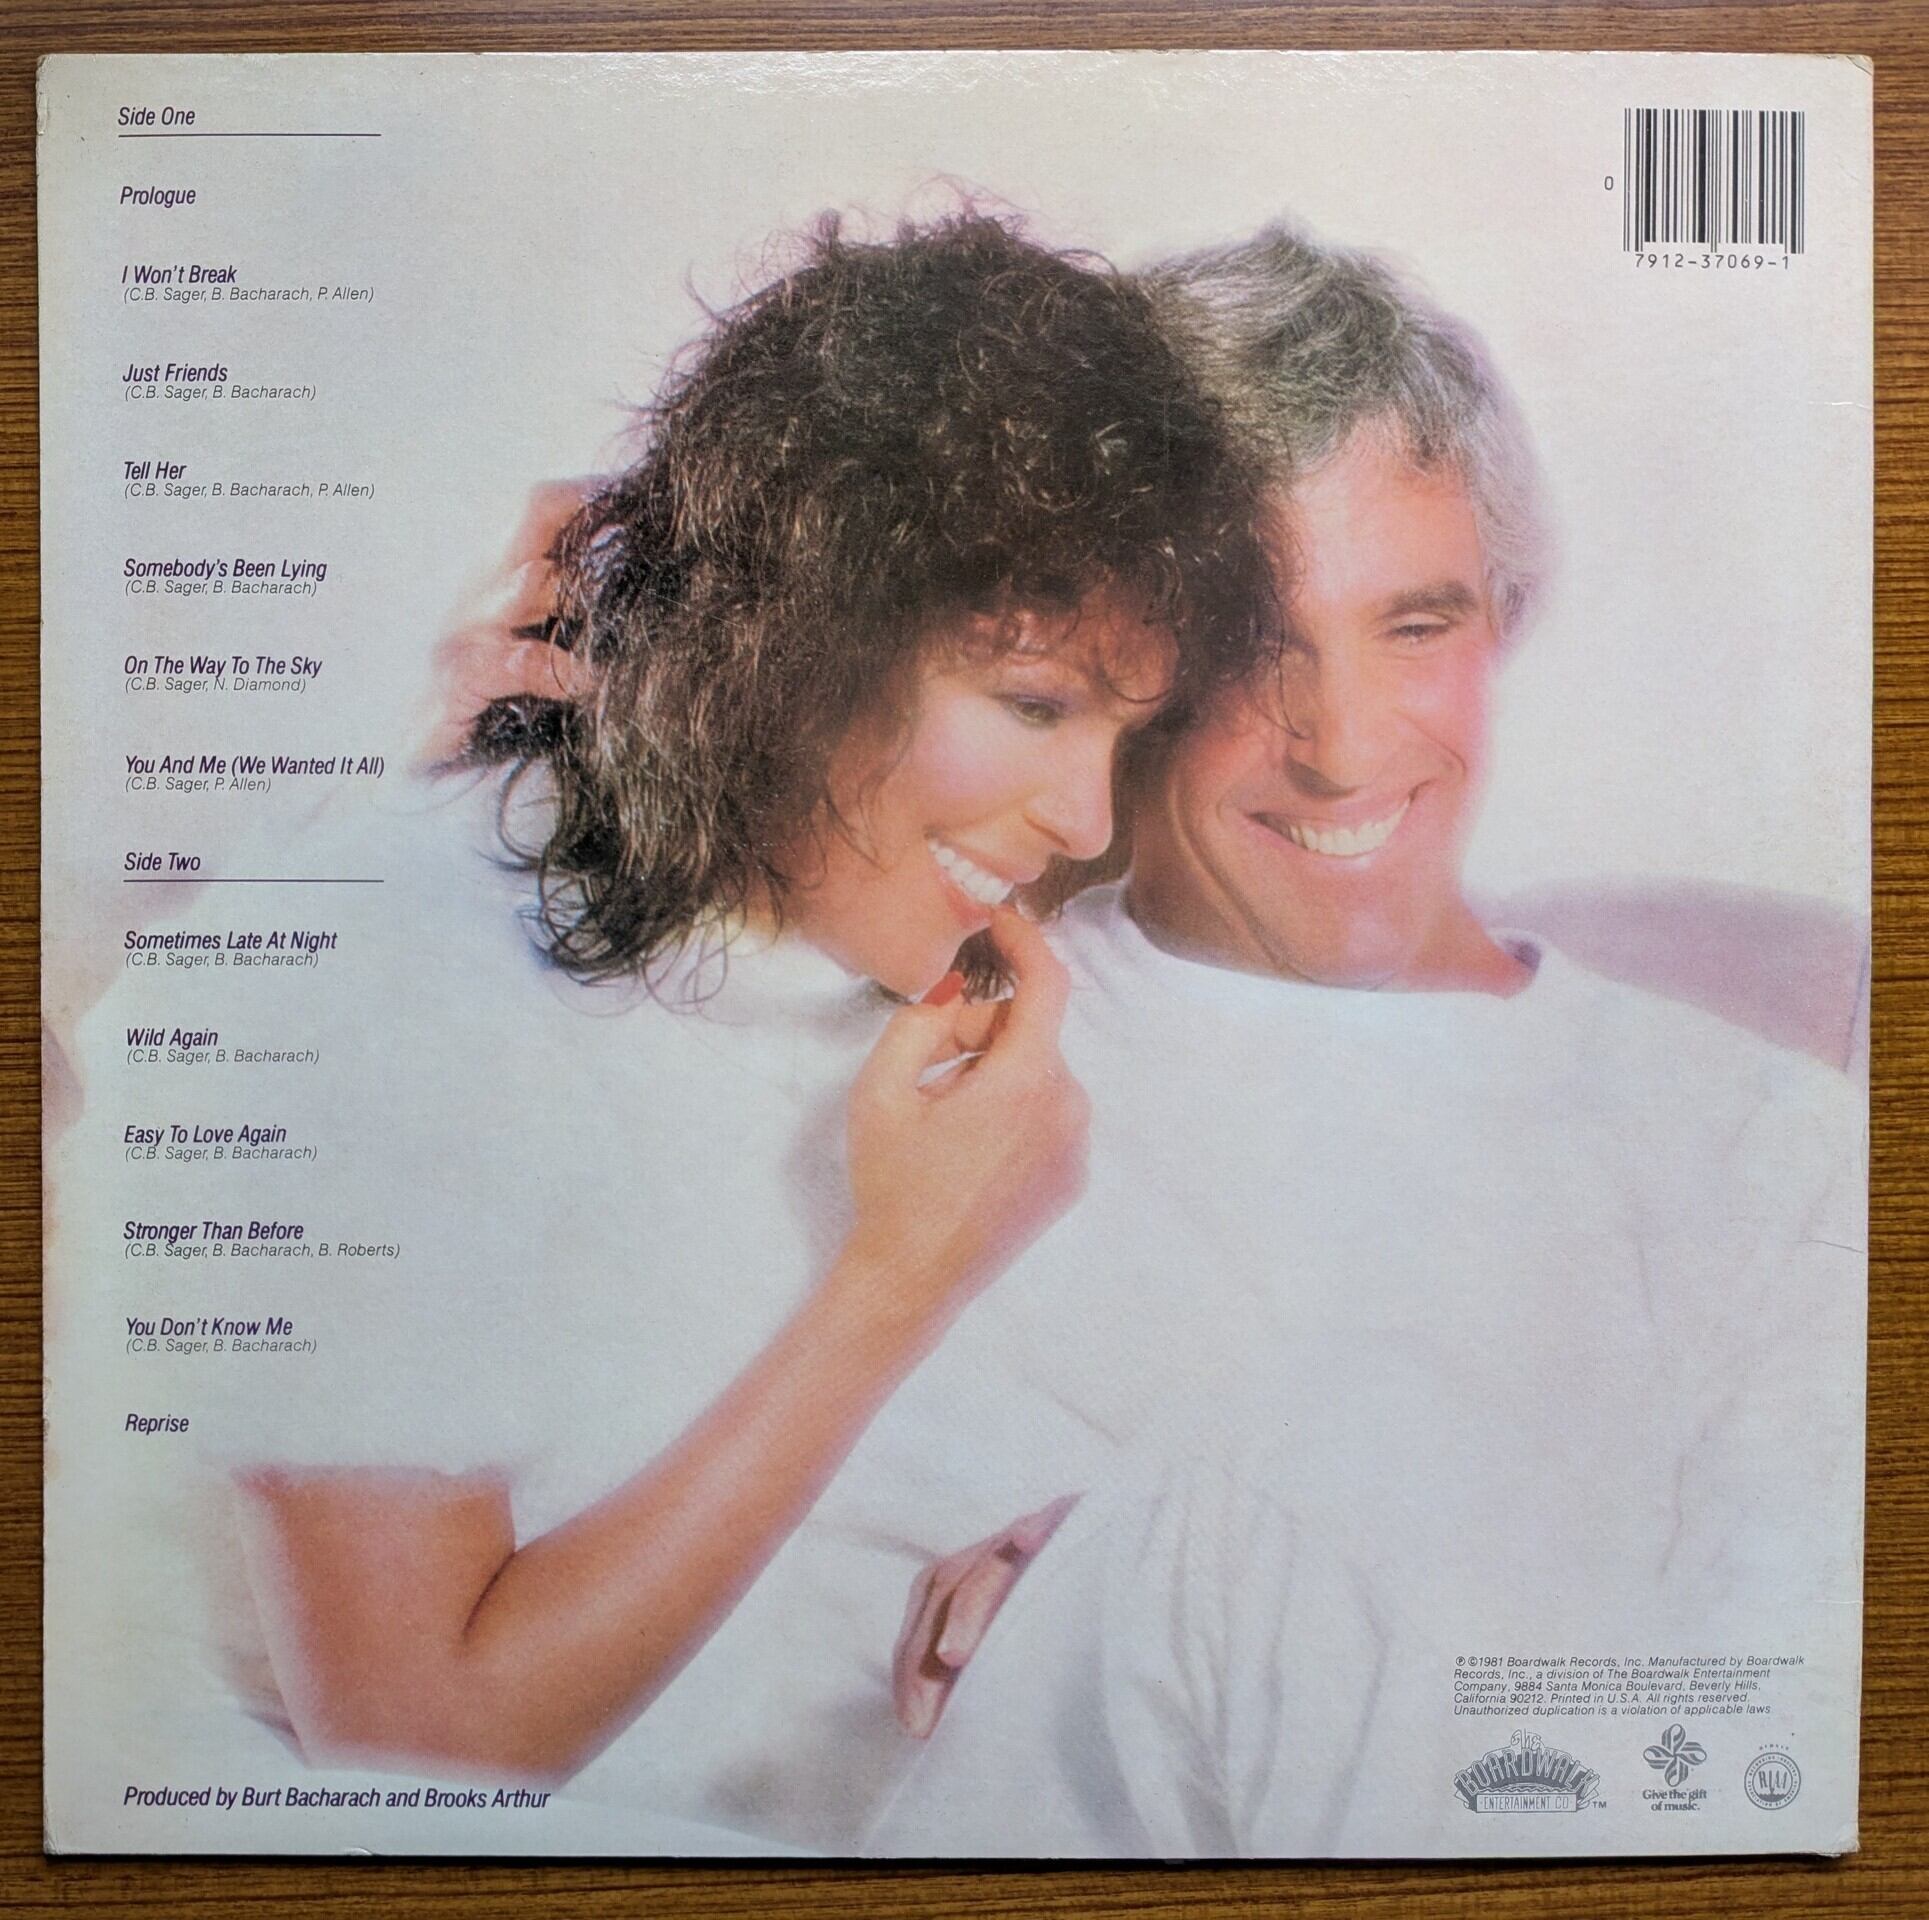 Side One
Prologue
I Won't Break
(C.B. Sager, B. Bacharach, P. Allen)
Just Friends
(C.B. Sager, B. Bacharach)
Tell Her
(C.B. Sager, B. Bacharach, P. Allen)
Somebody's Been Lying
(C.B. Sager, B. Bacharach)
On The Way To The Sky
(C.B. Sager, N. Diamond)
You And Me (We Wanted It All)
(C.B. Sager, P. Allen)
Side Two
Sometimes Late At Night
(C.B. Sager, B. Bacharach)
Wild Again
(C.B. Sager, B. Bacharach)
Easy To Love Again
(C.B. Sager, B. Bacharach)
Stronger Than Before
(C.B. Sager, B. Bacharach, B. Roberts)
You Don't Know Me
(C.B. Sager, B. Bacharach)
Reprise
Produced by Burt Bacharach and Brooks Arthur
0
7912-37069-1
℗ ©1981 Boardwalk Records, Inc. Manufactured by Boardwalk
Records, Inc., a division of The Boardwalk Entertainment
Company, 9884 Santa Monica Boulevard, Beverly Hills,
California 90212. Printed in U.S.A. All rights reserved.
Unauthorized duplication is a violation of applicable laws
The
BOARDWALK
ENTERTAINMENT CO
TM
Give the gift
of music.